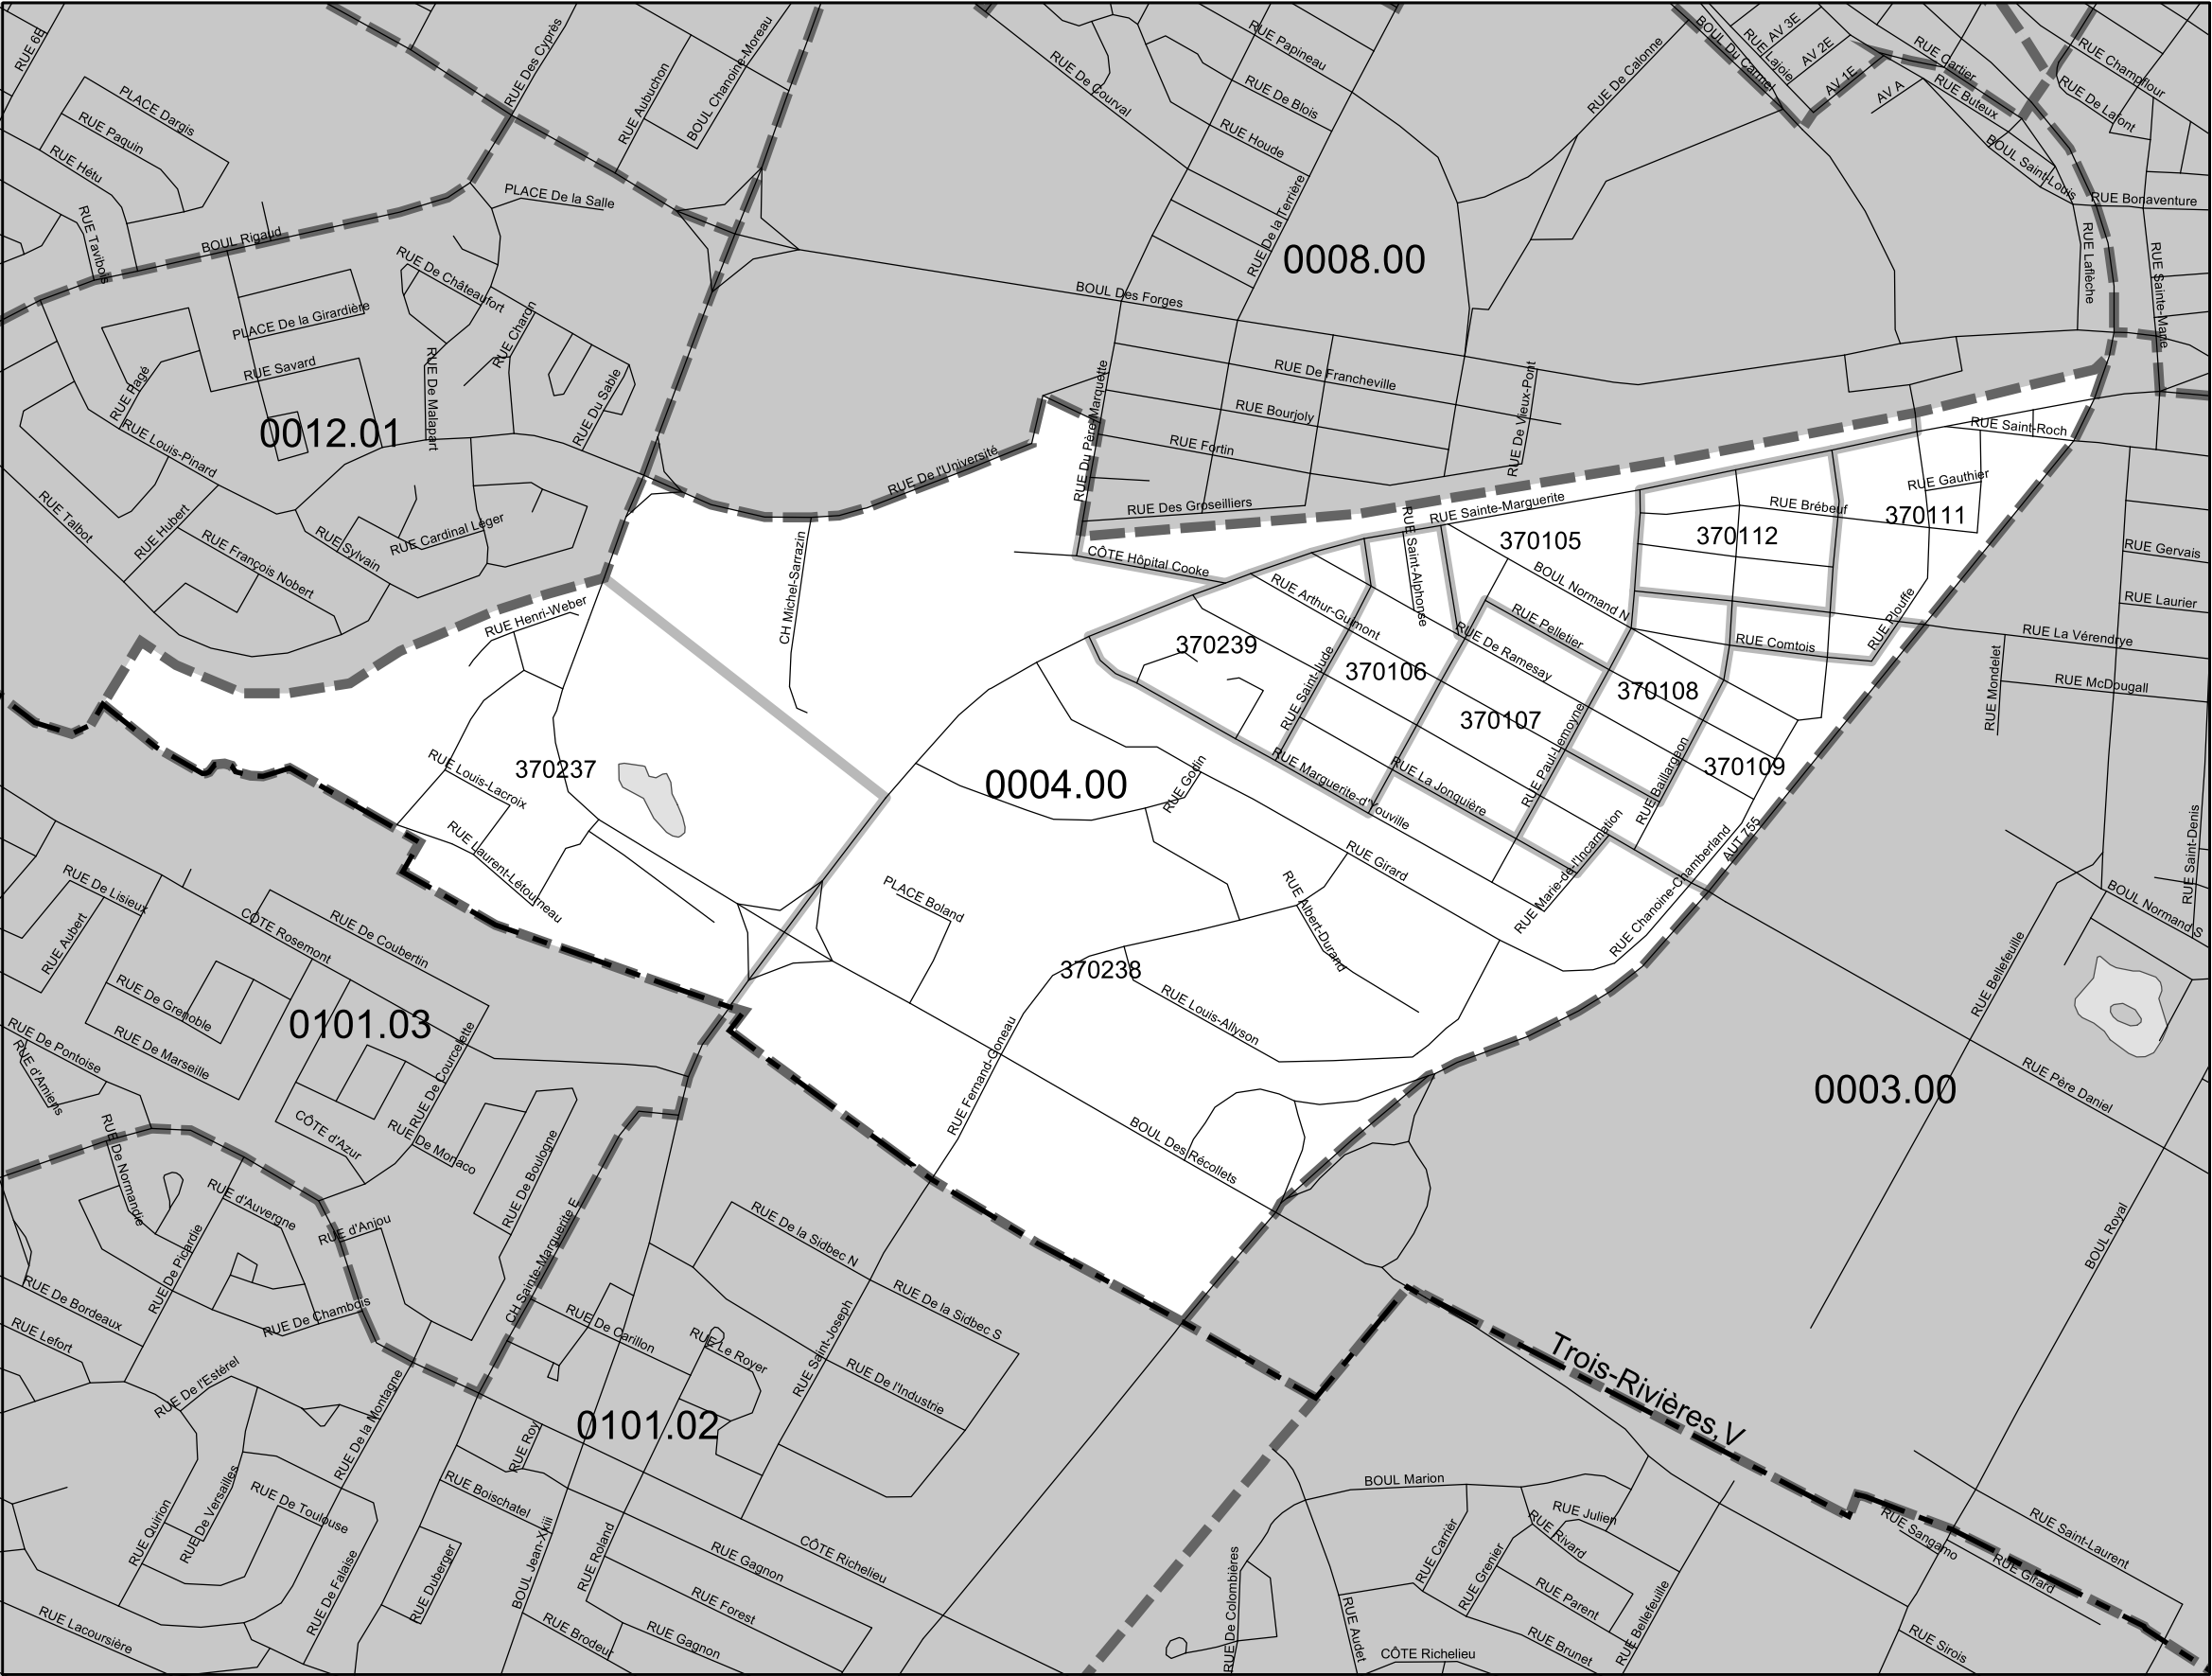 RUE 6E
PLACE Dargis
RUE Paquin
RUE Hétu
RUE Tavibois
BOUL Rigaud
RUE Des Cyprès
RUE Aubuchon
BOUL Chanoine-Moreau
PLACE De la Salle
RUE De Châteaufort
RUE Charon
PLACE De la Girardière
RUE Savard
RUE Pagé
RUE De Malapart
RUE Du Sable
0012.01
RUE Louis-Pinard
RUE Talbot
RUE Hubert
RUE François Nobert
RUE Sylvain
RUE Cardinal Léger
RUE Henri-Weber
RUE De Courval
RUE Papineau
RUE De Blois
RUE Houde
RUE De la Terrière
RUE De Calonne
0008.00
BOUL Des Forges
BOUL Du Carmel
RUE Lajoie
AV 3E
AV 2E
AV 1E
AV A
RUE Cartier
RUE Buteux
BOUL Saint-Louis
RUE Champflour
RUE De Lafont
RUE Bonaventure
RUE Laflèche
RUE Sainte-Marie
RUE De Francheville
RUE Bourjoly
RUE Fortin
RUE De Vieux-Pont
RUE Du Père-Marquette
RUE Des Groseilliers
RUE De l'Université
CH Michel-Sarrazin
CÔTE Hôpital Cooke
RUE Sainte-Marguerite
RUE Saint-Alphonse
RUE Saint-Roch
RUE Gauthier
RUE Brébeuf
370111
370112
370105
BOUL Normand N
RUE Arthur-Guimont
RUE Pelletier
RUE De Ramesay
RUE Comtois
RUE Plouffe
370239
370106
370107
370108
370109
RUE Saint-Jude
RUE Paul-Lemoyne
RUE Baillargeon
RUE La Jonquière
RUE Marguerite-d'Youville
RUE Marie-de-l'Incarnation
RUE Chanoine-Chamberland
AUT 755
RUE Gervais
RUE Laurier
RUE La Vérendrye
RUE Mondelet
RUE McDougall
RUE Saint-Denis
BOUL Normand S
370237
RUE Louis-Lacroix
RUE Laurent-Létourneau
0004.00
RUE Godin
RUE Girard
RUE Albert-Durand
PLACE Boland
370238
RUE Louis-Allyson
RUE Fernand-Goneau
BOUL Des Récollets
RUE Bellefeuille
0003.00
RUE Père Daniel
BOUL Royal
RUE De Lisieux
RUE Aubert
CÔTE Rosemont
RUE De Coubertin
RUE De Grenoble
RUE De Marseille
0101.03
RUE De Courcelette
RUE De Pontoise
RUE d'Amiens
CÔTE d'Azur
RUE De Monaco
RUE De Boulogne
RUE De Normandie
RUE d'Auvergne
RUE De Picardie
RUE d'Anjou
RUE De Bordeaux
RUE De Chambois
RUE Lefort
RUE De l'Estérel
RUE De la Montagne
CH Sainte-Marguerite E
RUE De Carillon
RUE Le Royer
RUE De la Sidbec N
RUE De la Sidbec S
RUE Saint-Joseph
RUE De l'Industrie
0101.02
RUE Roy
RUE Boischatel
RUE Quirion
RUE De Versailles
RUE De Toulouse
RUE De Falaise
RUE Duberger
BOUL Jean-Xxiii
RUE Roland
RUE Gagnon
CÔTE Richelieu
RUE Forest
RUE Gagnon
RUE Brodeur
RUE Lacoursière
Trois-Rivières,V
BOUL Marion
RUE Julien
RUE Rivard
RUE Carrièr
RUE Grenier
RUE Parent
RUE Bellefeuille
RUE De Colombières
RUE Audet
RUE Brunet
CÔTE Richelieu
RUE Sangamo
RUE Girard
RUE Saint-Laurent
RUE Sirois